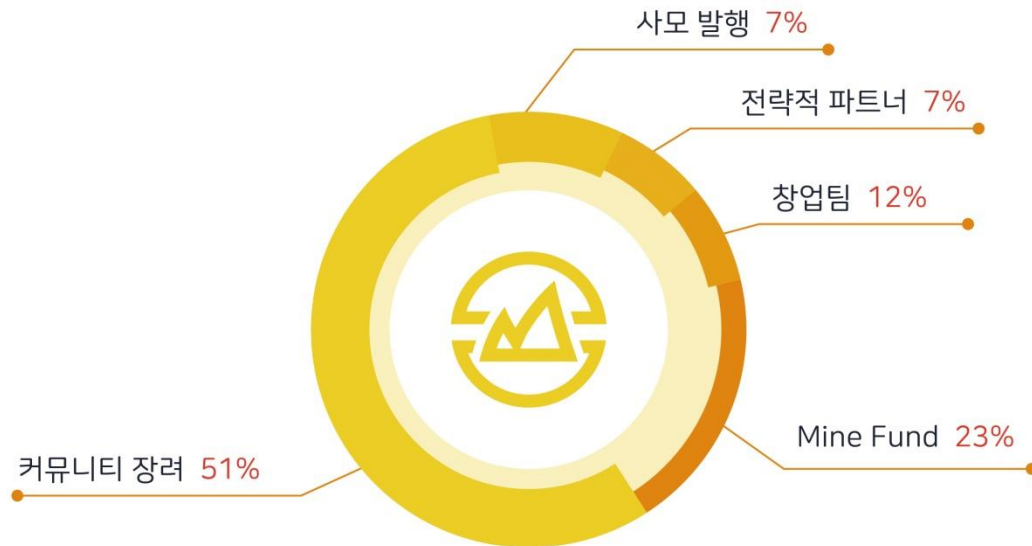 사모 발행 7%
전략적 파트너 7%
창업팀 12%
Mine Fund 23%
커뮤니티 장려 51%